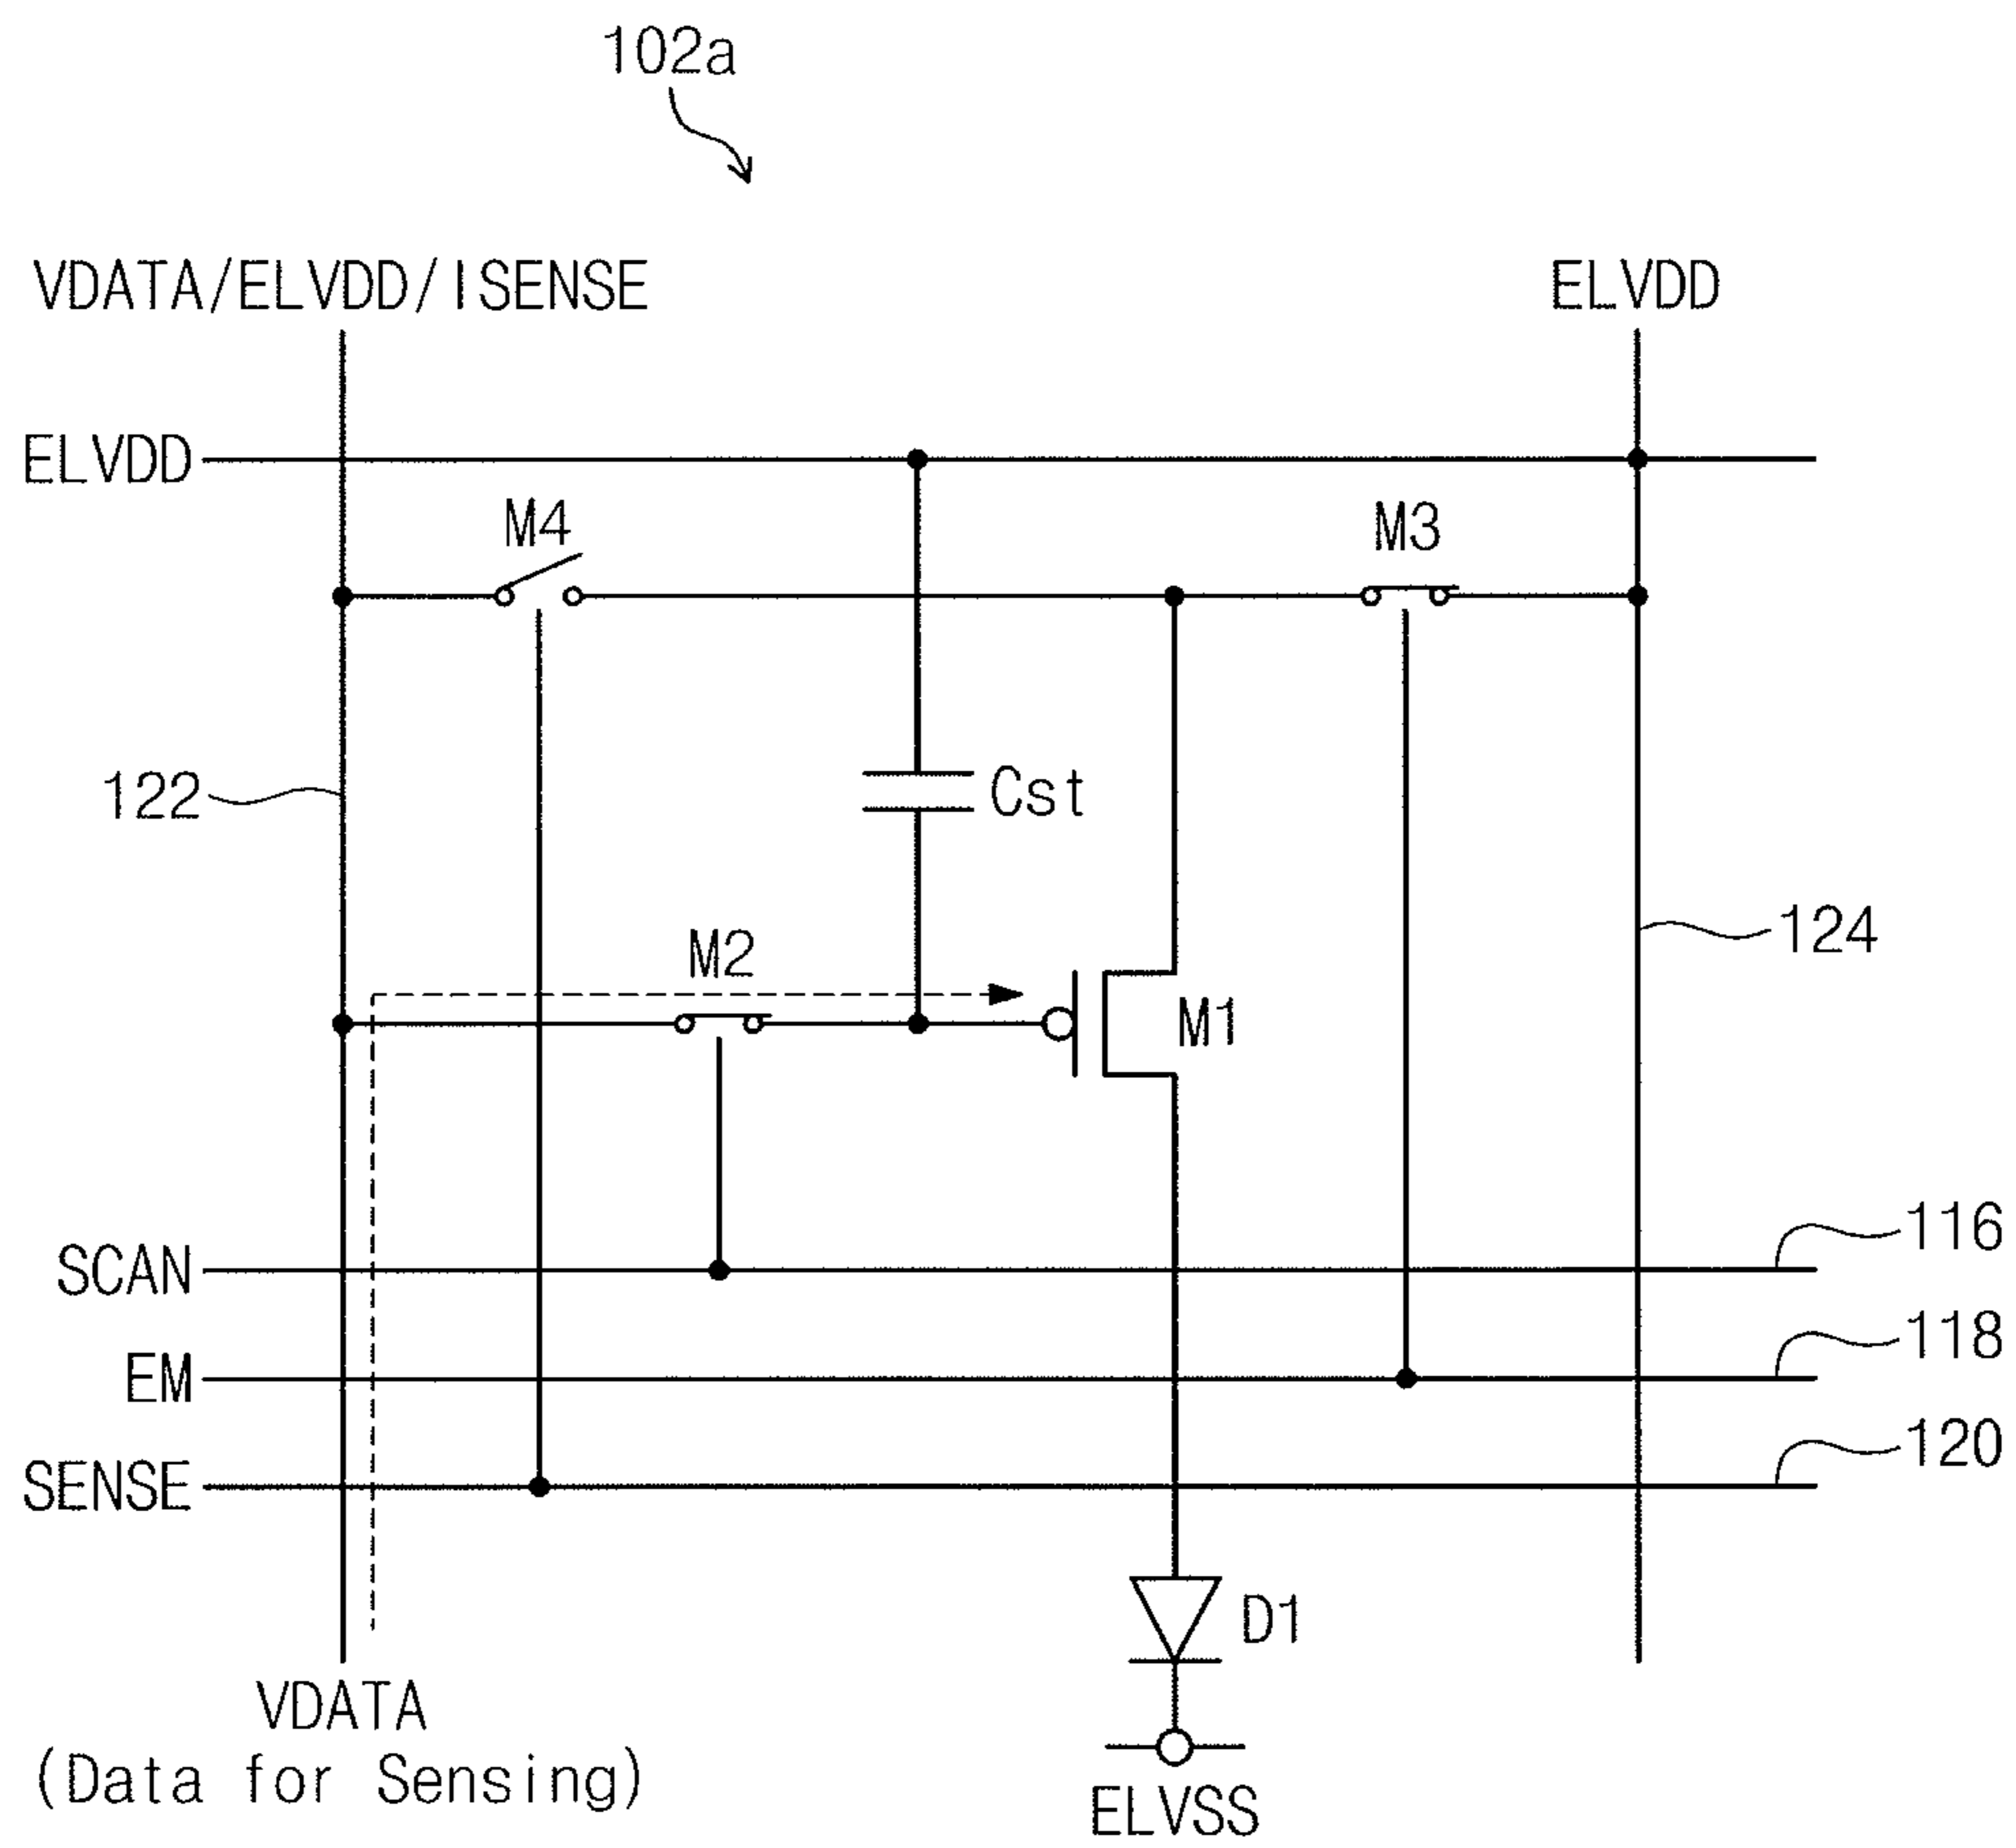 102a
VDATA/ELVDD/ISENSE
ELVDD
ELVDD
M4
M3
122
Cst
124
M2
M1
SCAN
116
EM
118
SENSE
120
D1
VDATA
(Data for Sensing)
ELVSS